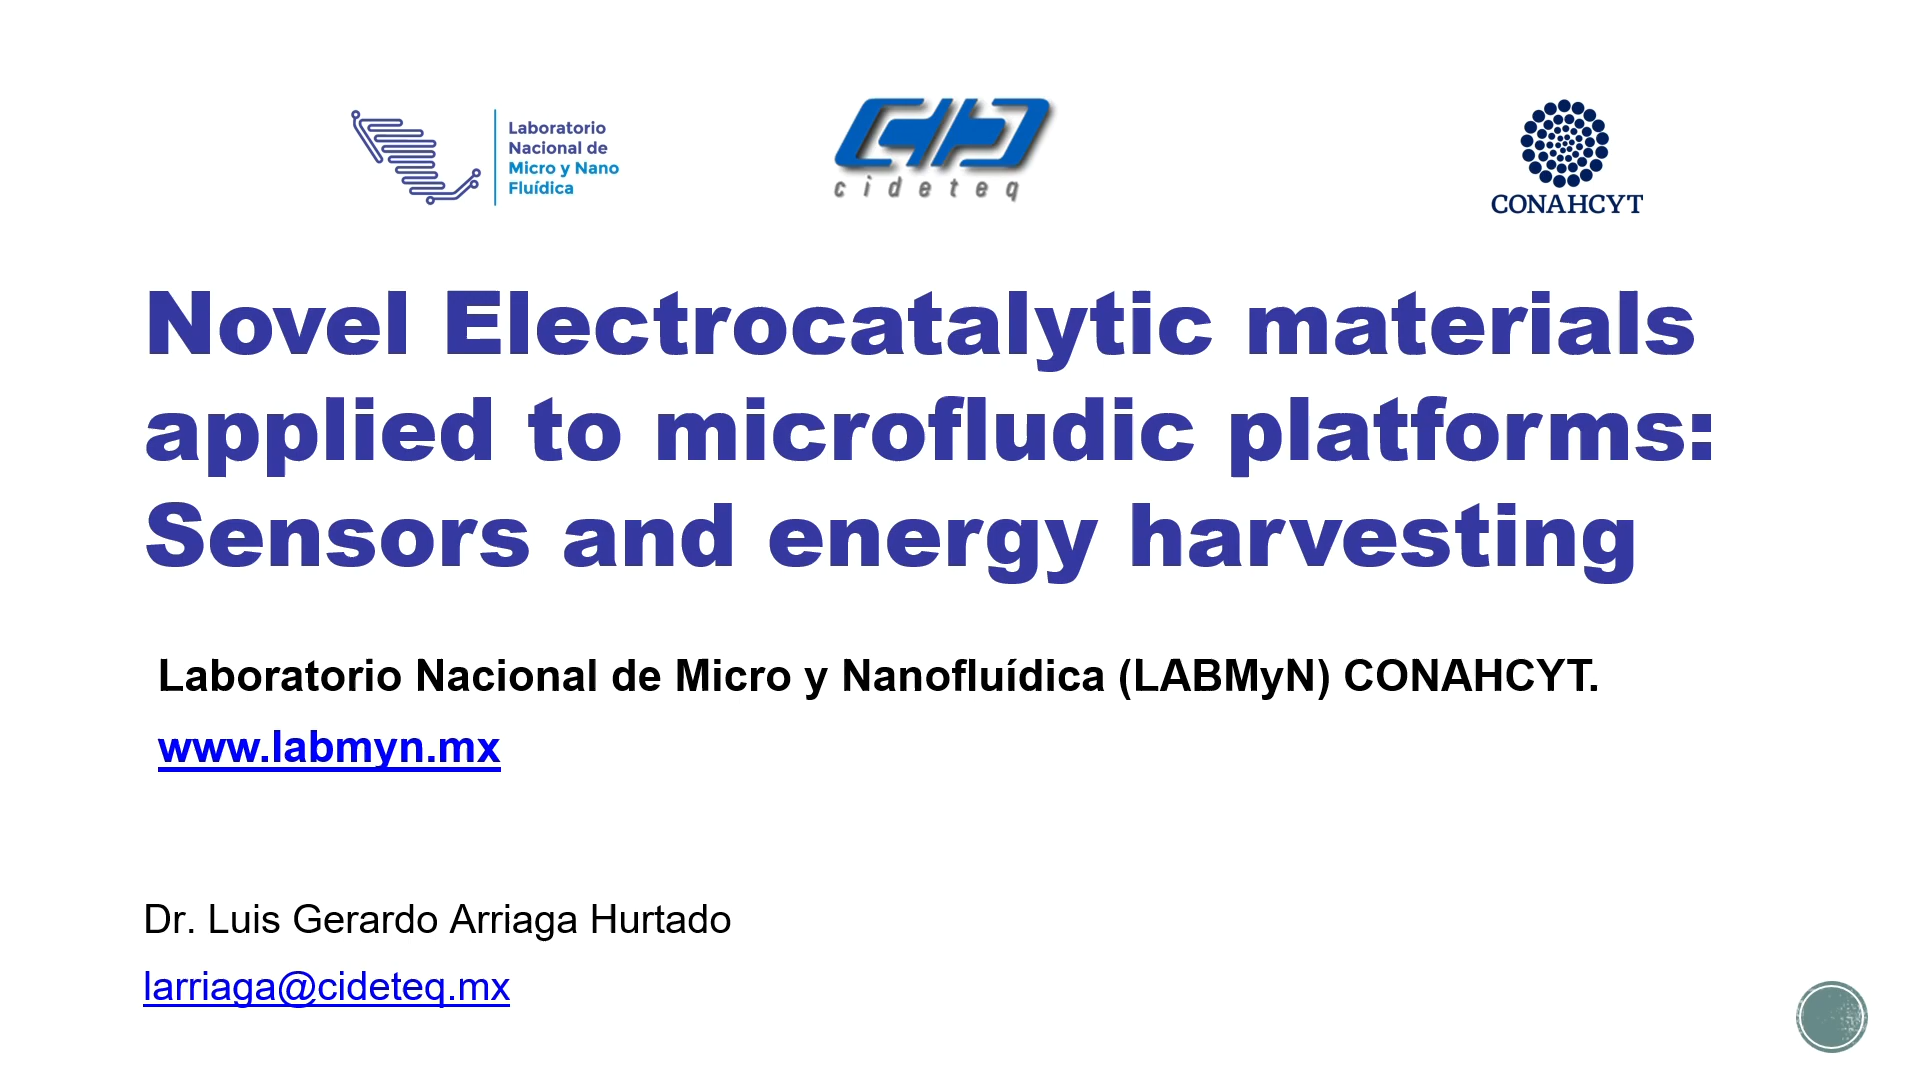 Laboratorio
Nacional de
Micro y Nano
Fluídica
cideteq
CONAHCYT
Novel Electrocatalytic materials
applied to microfludic platforms:
Sensors and energy harvesting
Laboratorio Nacional de Micro y Nanofluídica (LABMyN) CONAHCYT.
www.labmyn.mx
Dr. Luis Gerardo Arriaga Hurtado
larriaga@cideteq.mx